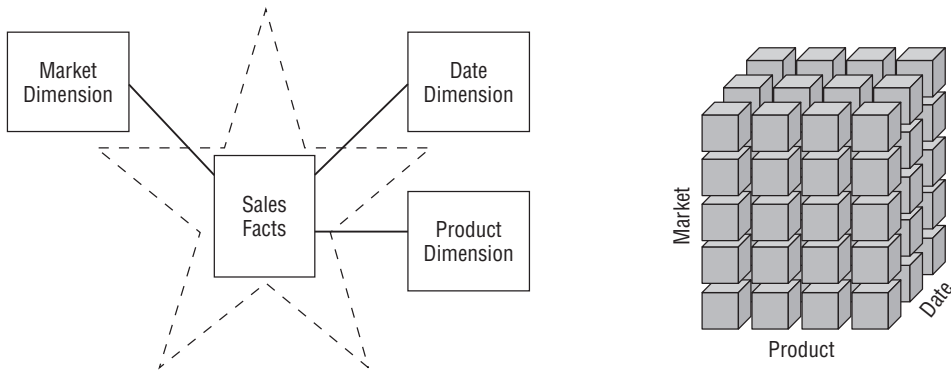 Market
Dimension
Date
Dimension
Sales
Facts
Product
Dimension
Market
Product
Date